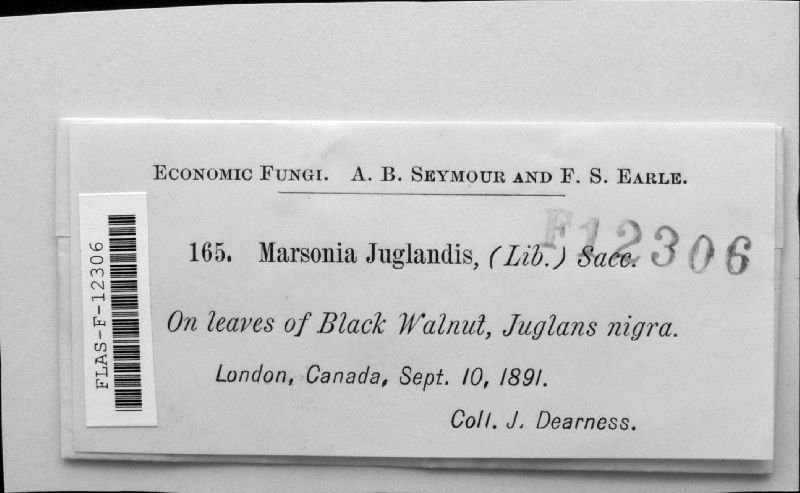 ECONOMIC FUNGI. A. B. SEYMOUR AND F. S. EARLE.
F12306
165. Marsonia Juglandis, (Lib.) Sacc.
On leaves of Black Walnut, Juglans nigra.
London, Canada, Sept. 10, 1891.
Coll. J. Dearness.
FLAS-F-12306